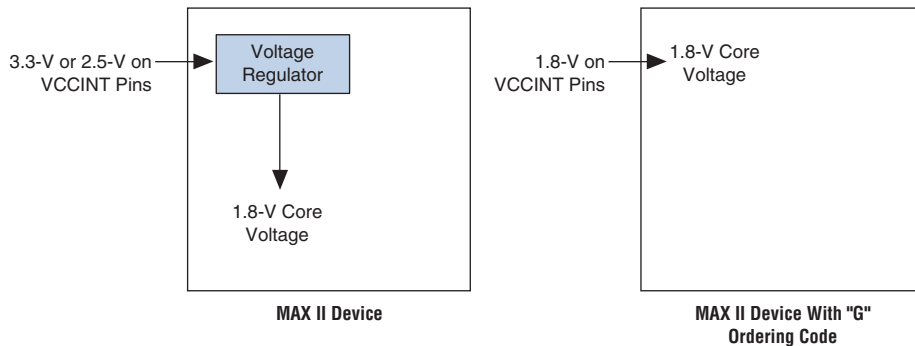 3.3-V or 2.5-V on
VCCINT Pins
Voltage
Regulator
1.8-V Core
Voltage
MAX II Device
1.8-V on
VCCINT Pins
1.8-V Core
Voltage
MAX II Device With "G"
Ordering Code